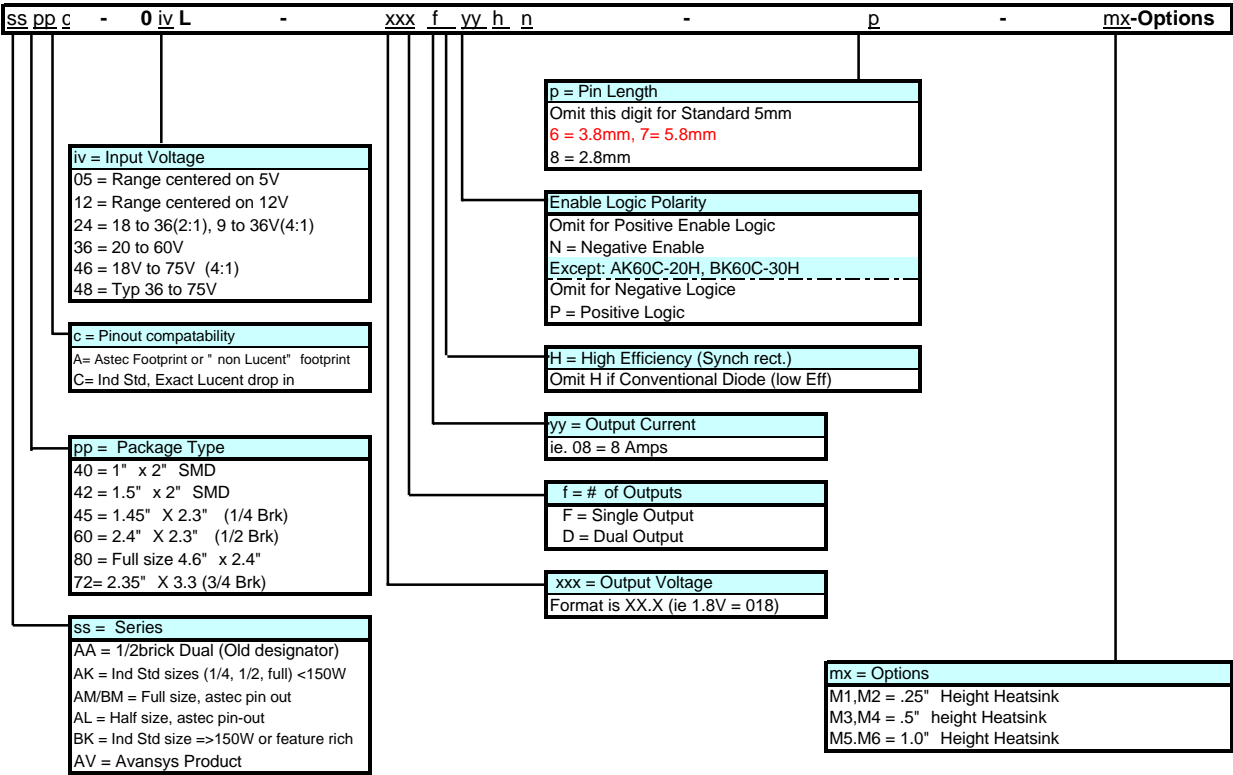 ss pp c - 0 iv L - xxx f yy h n - p - mx-Options
p = Pin Length
Omit this digit for Standard 5mm
6 = 3.8mm, 7= 5.8mm
8 = 2.8mm
iv = Input Voltage
05 = Range centered on 5V
12 = Range centered on 12V
24 = 18 to 36(2:1), 9 to 36V(4:1)
36 = 20 to 60V
46 = 18V to 75V (4:1)
48 = Typ 36 to 75V
Enable Logic Polarity
Omit for Positive Enable Logic
N = Negative Enable
Except: AK60C-20H, BK60C-30H
Omit for Negative Logice
P = Positive Logic
c = Pinout compatability
A= Astec Footprint or " non Lucent" footprint
C= Ind Std, Exact Lucent drop in
H = High Efficiency (Synch rect.)
Omit H if Conventional Diode (low Eff)
yy = Output Current
ie. 08 = 8 Amps
pp = Package Type
40 = 1" x 2" SMD
42 = 1.5" x 2" SMD
45 = 1.45" X 2.3" (1/4 Brk)
60 = 2.4" X 2.3" (1/2 Brk)
80 = Full size 4.6" x 2.4"
72= 2.35" X 3.3 (3/4 Brk)
f = # of Outputs
F = Single Output
D = Dual Output
xxx = Output Voltage
Format is XX.X (ie 1.8V = 018)
ss = Series
AA = 1/2brick Dual (Old designator)
AK = Ind Std sizes (1/4, 1/2, full) <150W
AM/BM = Full size, astec pin out
AL = Half size, astec pin-out
BK = Ind Std size =>150W or feature rich
AV = Avansys Product
mx = Options
M1,M2 = .25" Height Heatsink
M3,M4 = .5" height Heatsink
M5.M6 = 1.0" Height Heatsink